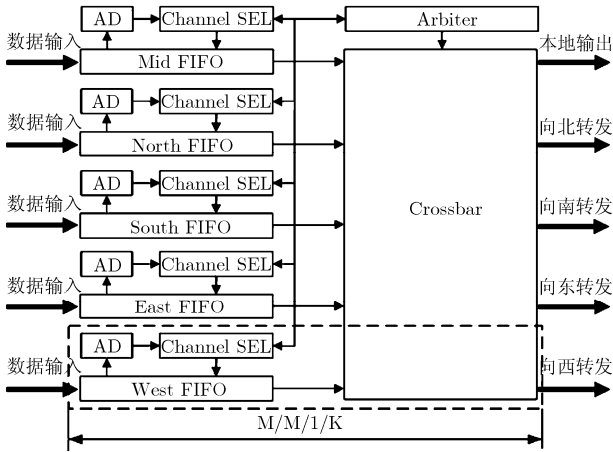 AD Channel SEL Arbiter
数据输入 Mid FIFO 本地输出
AD Channel SEL
数据输入 North FIFO 向北转发
AD Channel SEL
数据输入 South FIFO Crossbar 向南转发
AD Channel SEL
数据输入 East FIFO 向东转发
AD Channel SEL
数据输入 West FIFO 向西转发
M/M/1/K